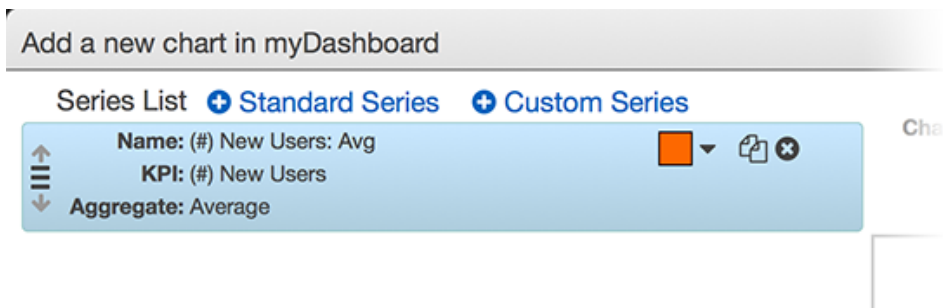 Add a new chart in myDashboard
Series List Standard Series Custom Series
Name: (#) New Users: Avg
KPI: (#) New Users
Aggregate: Average
Cha